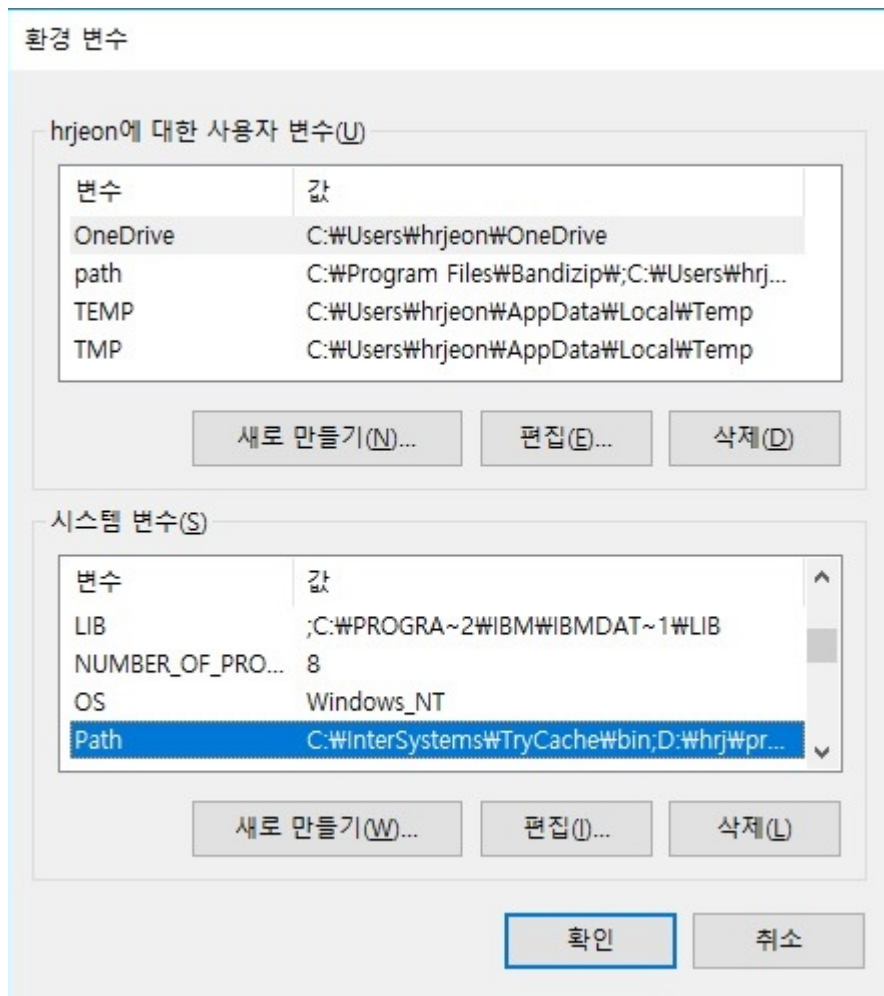 환경 변수
hrjeon에 대한 사용자 변수(U)
변수 값
OneDrive C:₩Users₩hrjeon₩OneDrive
path C:₩Program Files₩Bandizip₩;C:₩Users₩hrj...
TEMP C:₩Users₩hrjeon₩AppData₩Local₩Temp
TMP C:₩Users₩hrjeon₩AppData₩Local₩Temp
새로 만들기(N)... 편집(E)... 삭제(D)
시스템 변수(S)
변수 값
LIB ;C:₩PROGRA~2₩IBM₩IBMDAT~1₩LIB
NUMBER_OF_PRO... 8
OS Windows_NT
Path C:₩InterSystems₩TryCache₩bin;D:₩hrj₩pr...
새로 만들기(W)... 편집(I)... 삭제(L)
확인 취소